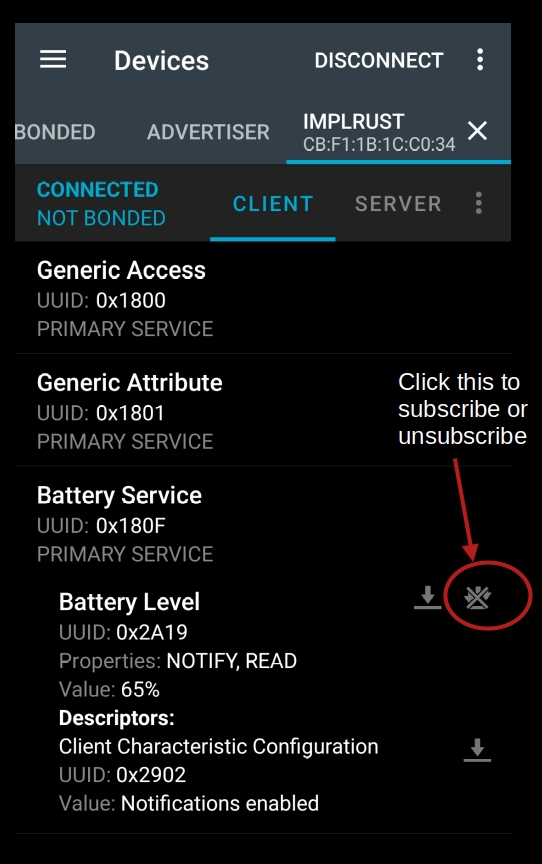 Devices
DISCONNECT
BONDED
ADVERTISER
IMPLRUST
CB:F1:1B:1C:C0:34
CONNECTED
NOT BONDED
CLIENT
SERVER
Generic Access
UUID: 0x1800
PRIMARY SERVICE
Generic Attribute
UUID: 0x1801
PRIMARY SERVICE
Click this to
subscribe or
unsubscribe
Battery Service
UUID: 0x180F
PRIMARY SERVICE
Battery Level
UUID: 0x2A19
Properties: NOTIFY, READ
Value: 65%
Descriptors:
Client Characteristic Configuration
UUID: 0x2902
Value: Notifications enabled